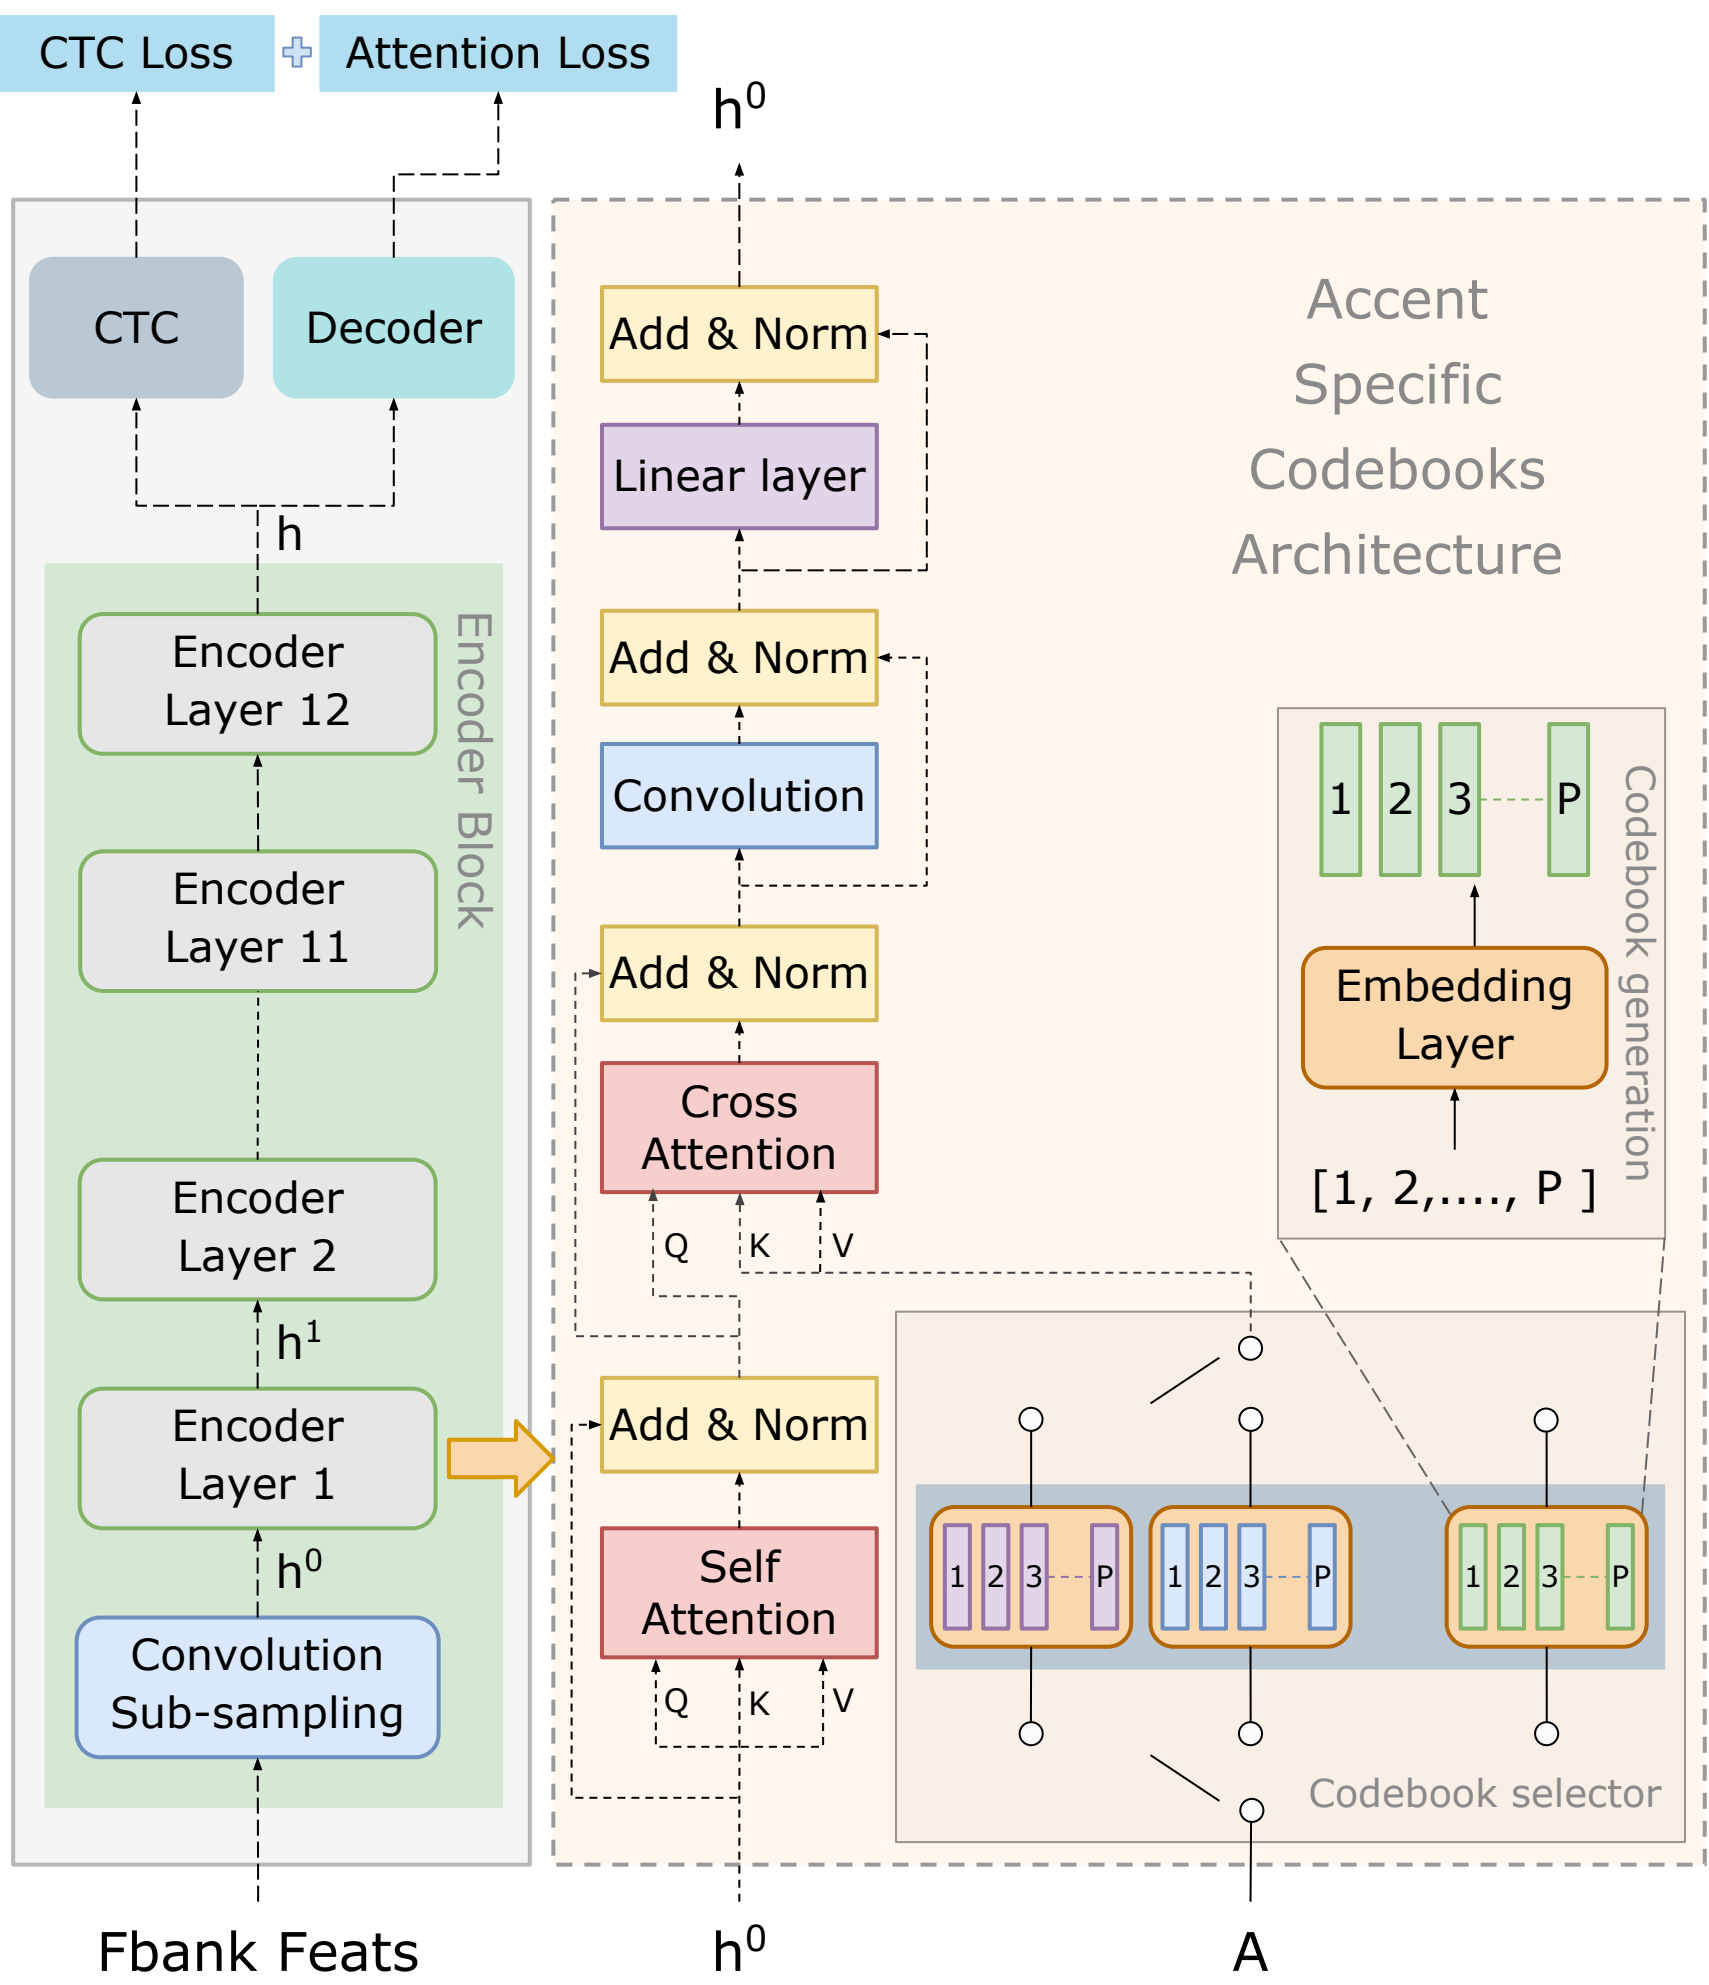 CTC Loss
Attention Loss
CTC
Decoder
h
Encoder Block
Encoder
Layer 12
Encoder
Layer 11
Encoder
Layer 2
h¹
Encoder
Layer 1
h⁰
Convolution
Sub-sampling
Fbank Feats
h⁰
Add & Norm
Linear layer
Add & Norm
Convolution
Add & Norm
Cross
Attention
Q
K
V
Add & Norm
Self
Attention
Q
K
V
h⁰
Accent
Specific
Codebooks
Architecture
1 2 3 P
Codebook generation
Embedding
Layer
[1, 2,...., P ]
1 2 3 P
1 2 3 P
1 2 3 P
Codebook selector
A